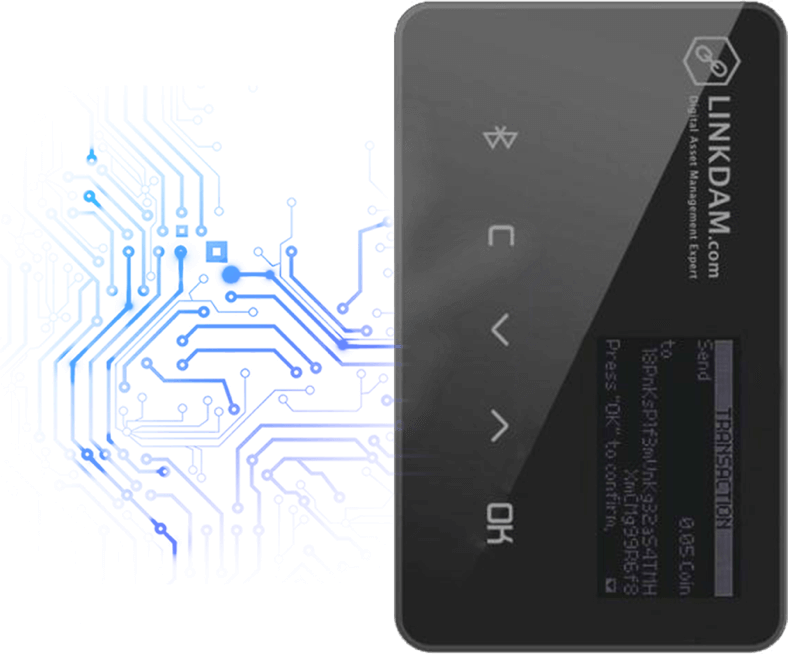 LINKDAM.com
Digital Asset Management Expert
TRANSACTION
Send 0.05 Coin
to
Press "OK" to confirm.
C
OK